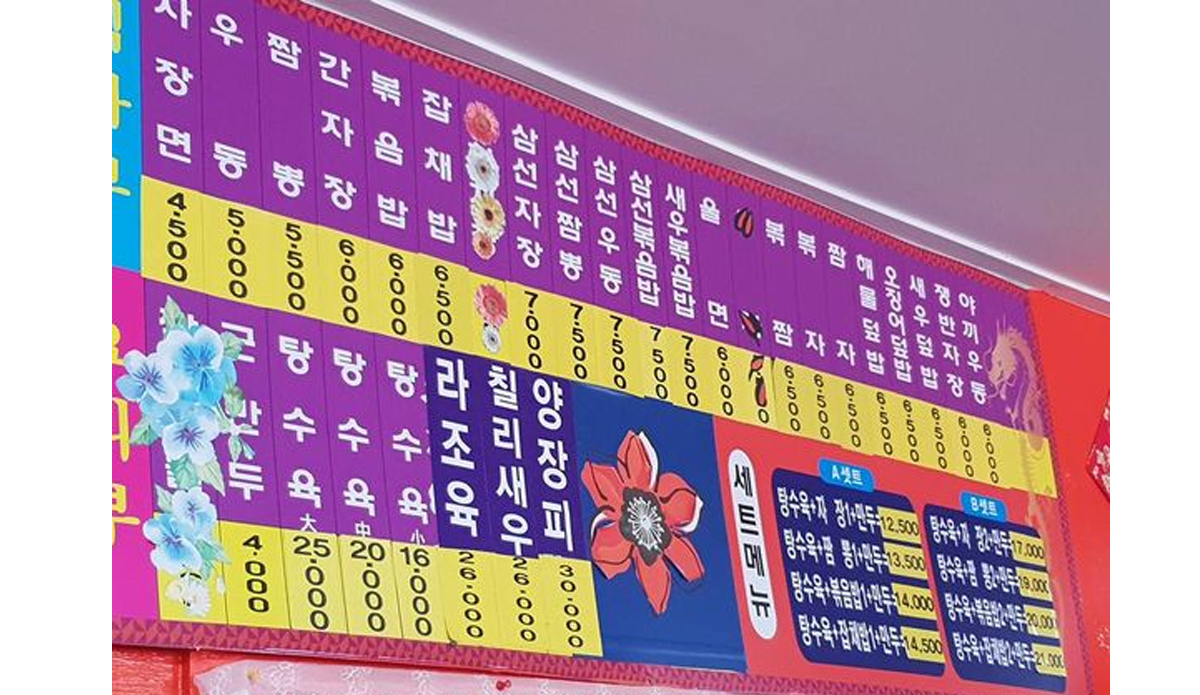 자장면 4.500
우동 5.000
짬뽕 5.500
간자장 6.000
볶음밥 6.000
잡채밥 6.500
삼선자장 7.000
삼선짬뽕 7.500
삼선우동 7.500
삼선볶음밥 7.500
새우볶음밥 7.500
울면 6.000
볶짬 6.500
볶자 6.500
짬자 6.500
해물덮밥 6.500
오징어덮밥 6.500
새우덮밥 6.500
쟁반자장 6.000
야끼우동 6.000
만두 4.000
탕수육 大 25.000
탕수육 中 20.000
탕수육 小 16.000
라조육 26.000
칠리새우 26.000
양장피 30.000
세트메뉴
A셋트
탕수육+자 장1+만두 12,500
탕수육+짬 뽕1+만두 13,500
탕수육+볶음밥1+만두 14,000
탕수육+잡채밥1+만두 14,500
B셋트
탕수육+자 장2+만두 17,000
탕수육+짬 뽕2+만두 19,000
탕수육+볶음밥2+만두 20,000
탕수육+잡채밥2+만두 21,000